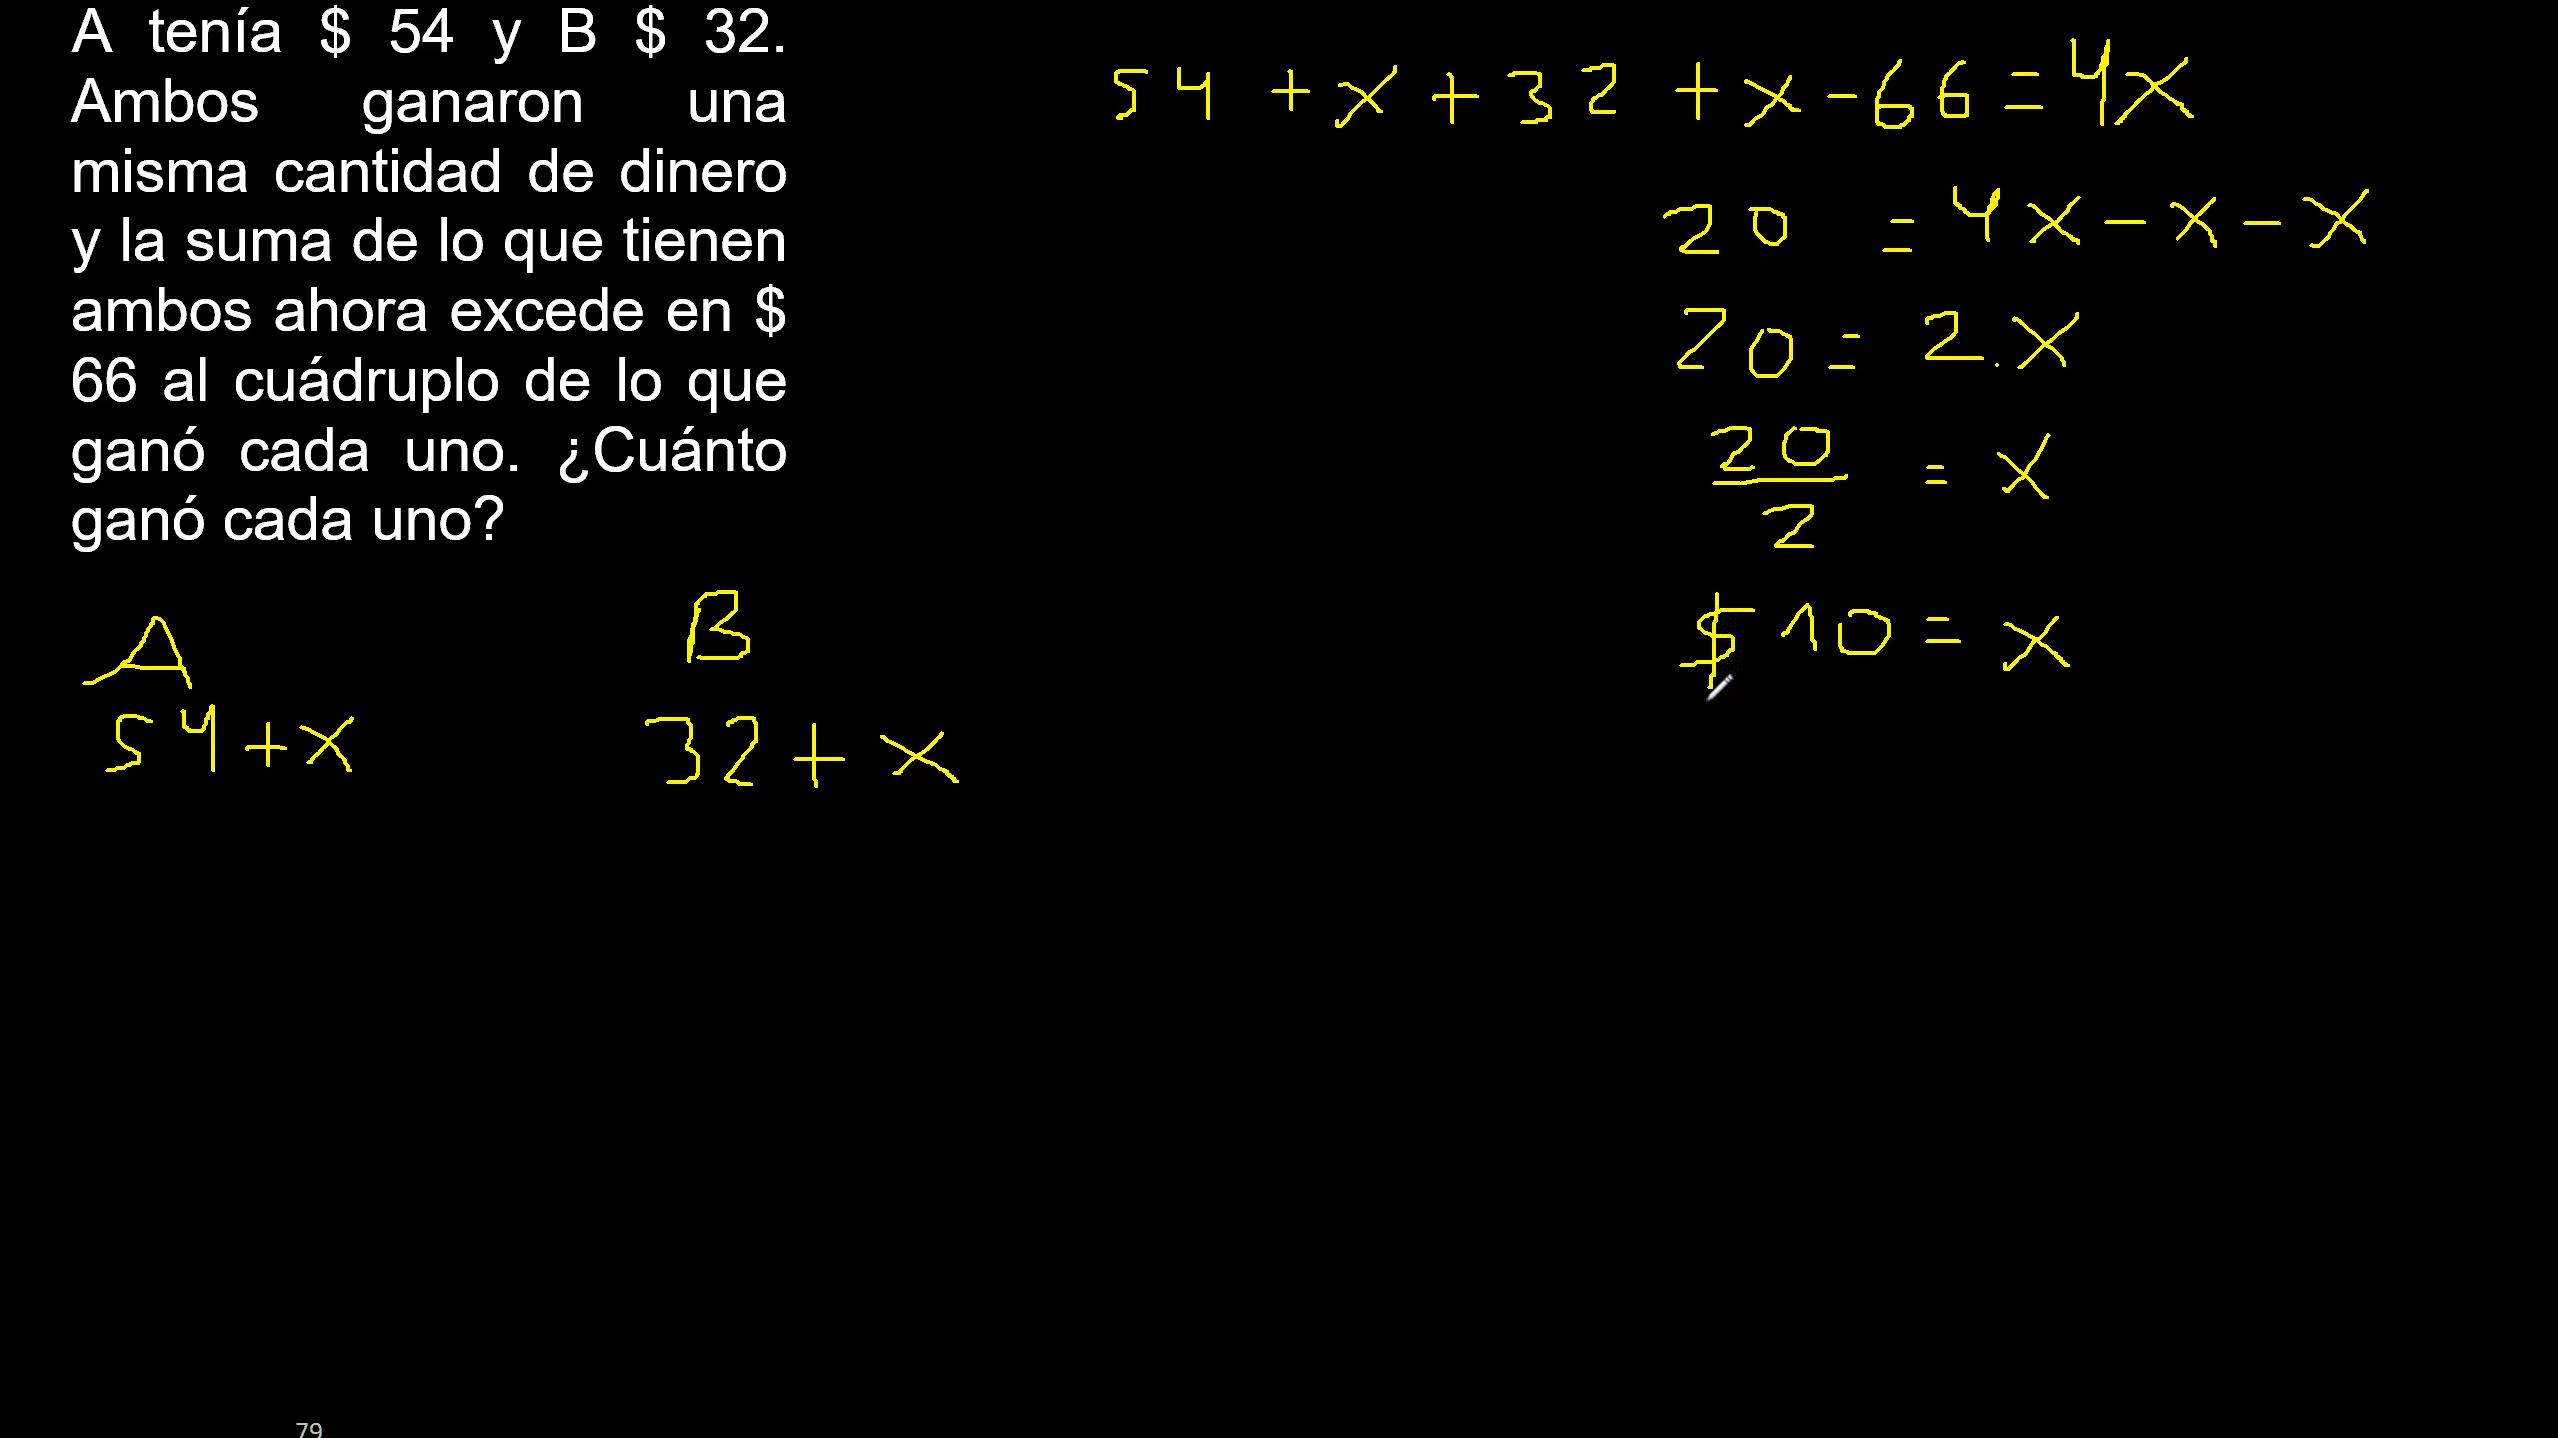 A tenía $ 54 y B $ 32.
Ambos ganaron una
misma cantidad de dinero
y la suma de lo que tienen
ambos ahora excede en $
66 al cuádruplo de lo que
ganó cada uno. ¿Cuánto
ganó cada uno?
A
54+x
B
32+x
54+x+32+x-66=4x
20=4x-x-x
20=2.x
20
2
=x
$10=x
79